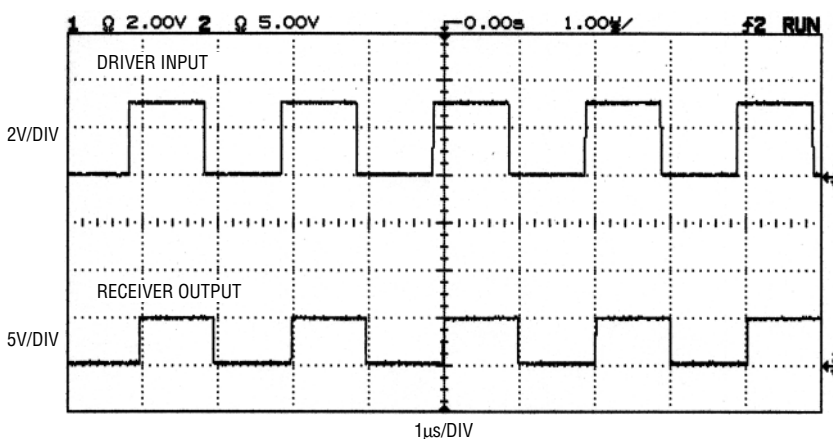 1 2.00V 2 5.00V -0.00s 1.00 / f2 RUN
DRIVER INPUT
2V/DIV
RECEIVER OUTPUT
5V/DIV
1µs/DIV